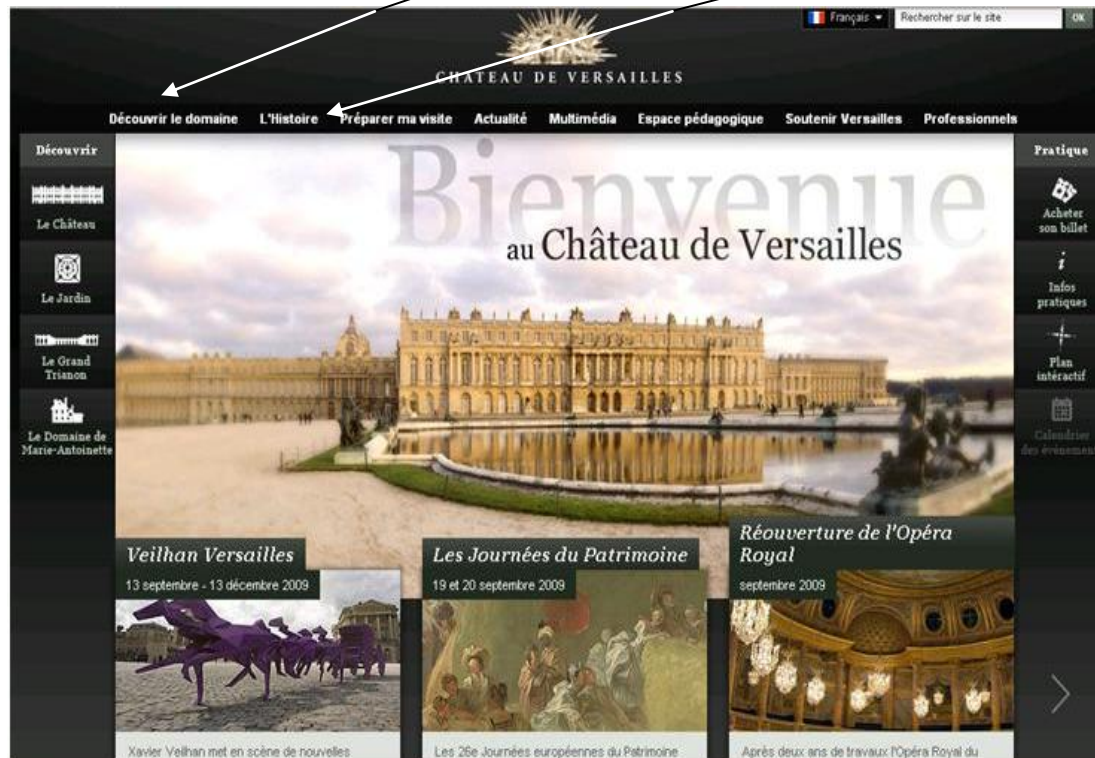 Français
Rechercher sur le site
OK
CHATEAU DE VERSAILLES
Découvrir le domaine L'Histoire Préparer ma visite Actualité Multimédia Espace pédagogique Soutenir Versailles Professionnels
Découvrir
Le Château
Le Jardin
Le Grand
Trianon
Le Domaine de
Marie-Antoinette
Bienvenue
au Château de Versailles
Pratique
Acheter
son billet
i
Infos
pratiques
Plan
intéractif
Calendrier
des événemen
Veilhan Versailles
13 septembre - 13 décembre 2009
Xavier Veilhan met en scène de nouvelles
Les Journées du Patrimoine
19 et 20 septembre 2009
Les 26e Journées européennes du Patrimoine
Réouverture de l'Opéra
Royal
septembre 2009
Après deux ans de travaux l'Opéra Royal du